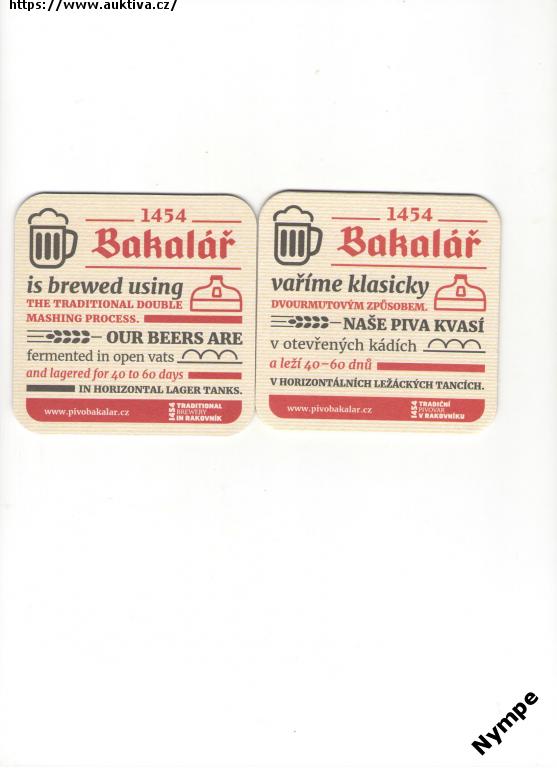 https://www.auktiva.cz/
1454
Bakalář
is brewed using
THE TRADITIONAL DOUBLE
MASHING PROCESS.
OUR BEERS ARE
fermented in open vats
and lagered for 40 to 60 days
IN HORIZONTAL LAGER TANKS.
www.pivobakalar.cz
1454
TRADITIONAL
BREWERY
IN RAKOVNÍK
1454
Bakalář
vaříme klasicky
DVOURMUTOVÝM ZPŮSOBEM.
NAŠE PIVA KVASÍ
v otevřených kádích
a leží 40–60 dnů
V HORIZONTÁLNÍCH LEŽÁCKÝCH TANCÍCH.
www.pivobakalar.cz
1454
TRADIČNÍ
PIVOVAR
V RAKOVNÍKU
Nympe